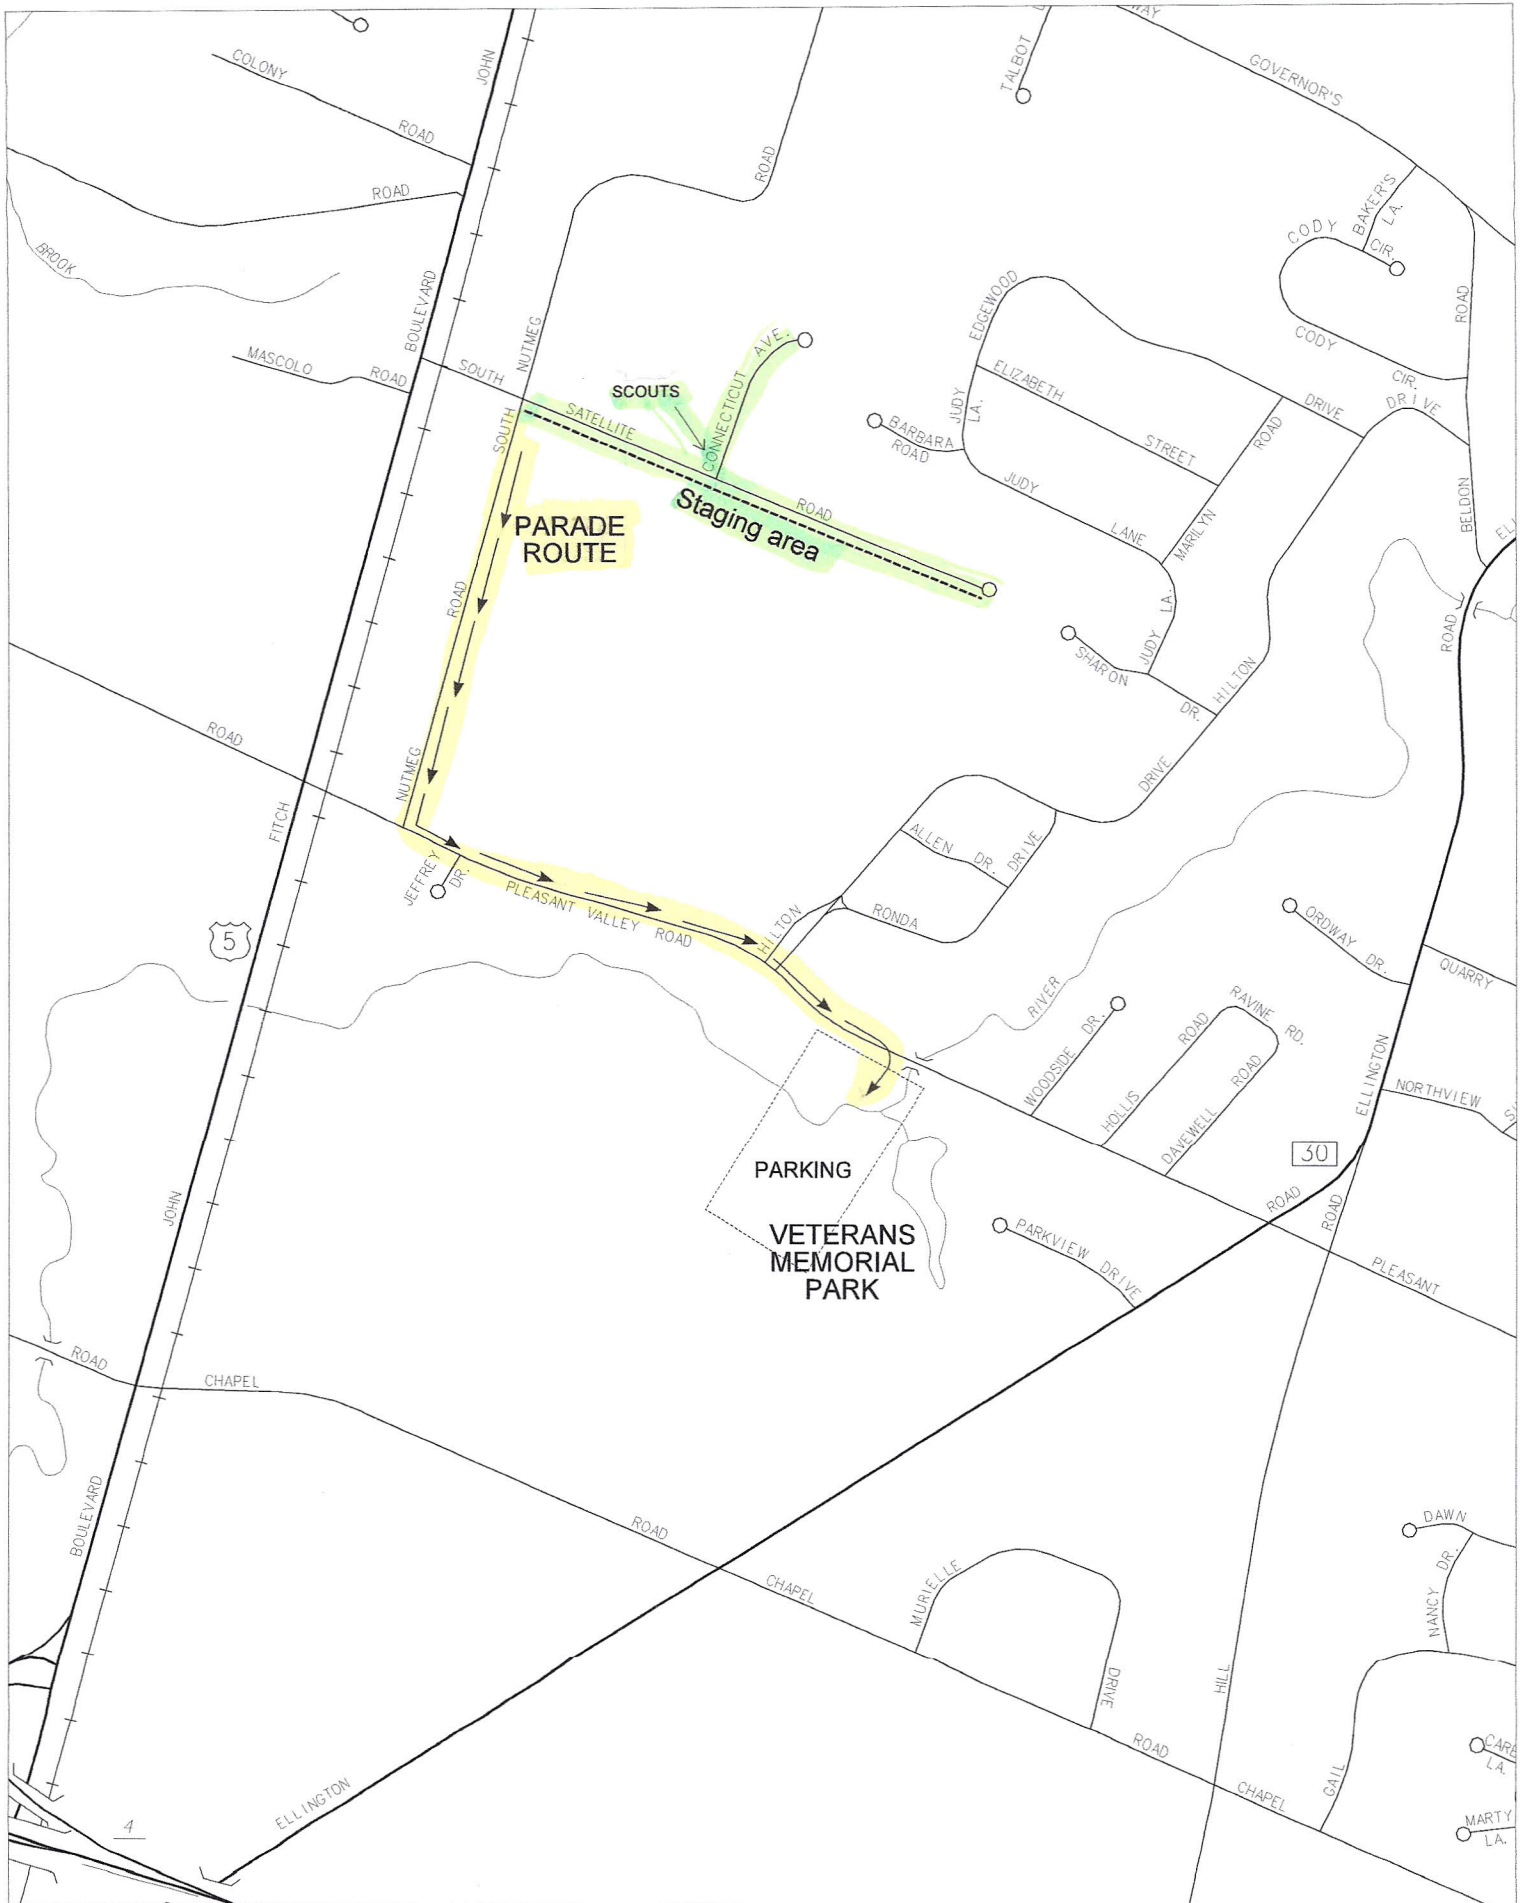 WAY
GOVERNOR'S
TALBOT
JOHN
COLONY
ROAD
ROAD
ROAD
BROOK
BAKER'S
LA.
CODY
CIR.
CODY
CIR.
ROAD
BOULEVARD
NUTMEG
EDGEWOOD
MASCOLO
ROAD
SOUTH
SCOUTS
AVE.
CONNECTICUT
ELIZABETH
STREET
JUDY
LA.
DRIVE
DRIVE
ROAD
SOUTH
SATELLITE
BARBARA
ROAD
JUDY
LANE
MARILYN
BELDON
ROAD
Staging area
PARADE
ROUTE
ROAD
JUDY
LA.
SHARON
DR.
HILTON
ROAD
ROAD
NUTMEG
DRIVE
FITCH
ALLEN
DR.
DRIVE
JEFFREY
DR.
PLEASANT VALLEY ROAD
HILTON
RONDA
5
ORDWAY
DR.
QUARRY
RIVER
WOODSIDE
DR.
HOLLIS
ROAD
RAVINE
RD.
DAVEWELL
ROAD
ELLINGTON
NORTHVIEW
30
PARKING
VETERANS
MEMORIAL
PARK
JOHN
PARKVIEW
DRIVE
ROAD
ROAD
PLEASANT
ROAD
CHAPEL
BOULEVARD
ROAD
CHAPEL
MURIELLE
DRIVE
HILL
DAWN
NANCY
DR.
ROAD
CHAPEL
GAIL
LA.
MARTY
LA.
ELLINGTON
4